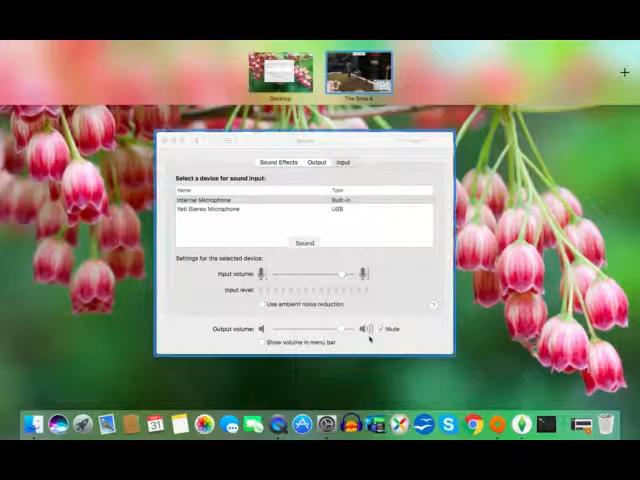 Desktop
The Sims 4
Sound
Sound Effects Output Input
Select a device for sound input:
Name Type
Internal Microphone Built-in
Yeti Stereo Microphone USB
Sound
Settings for the selected device:
Input volume:
Input level:
Use ambient noise reduction
?
Output volume: Mute
Show volume in menu bar
31